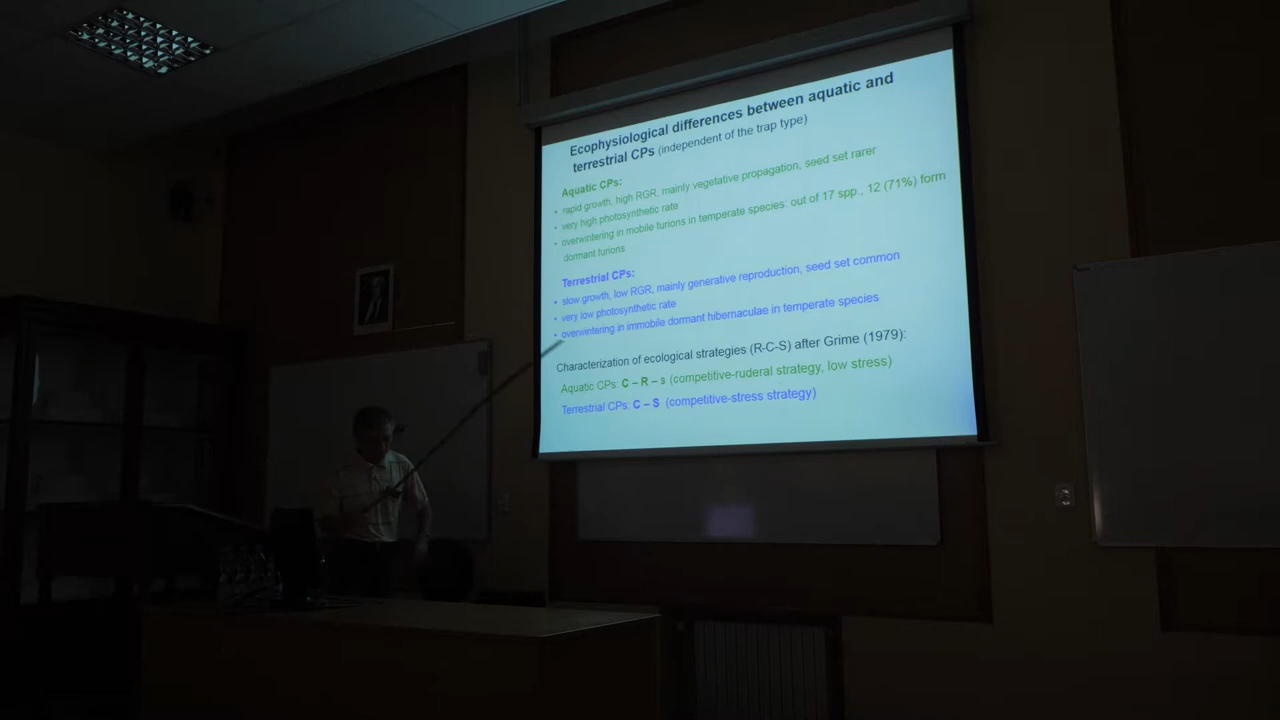 Ecophysiological differences between aquatic and
terrestrial CPs (independent of the trap type)
Aquatic CPs:
• rapid growth, high RGR, mainly vegetative propagation, seed set rarer
• very high photosynthetic rate
• overwintering in mobile turions in temperate species: out of 17 spp., 12 (71%) form
dormant turions
Terrestrial CPs:
• slow growth, low RGR, mainly generative reproduction, seed set common
• very low photosynthetic rate
• overwintering in immobile dormant hibernaculae in temperate species
Characterization of ecological strategies (R-C-S) after Grime (1979):
Aquatic CPs: C – R – s (competitive-ruderal strategy, low stress)
Terrestrial CPs: C – S (competitive-stress strategy)